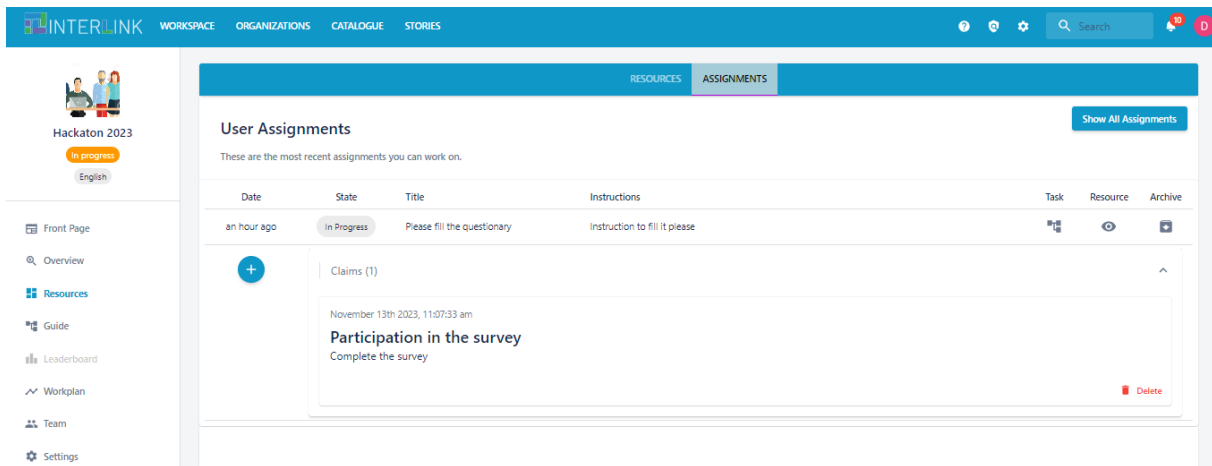 INTERLINK WORKSPACE ORGANIZATIONS CATALOGUE STORIES Search 10 D
Hackaton 2023
In progress
English
Front Page
Overview
Resources
Guide
Leaderboard
Workplan
Team
Settings
RESOURCES ASSIGNMENTS
User Assignments
Show All Assignments
These are the most recent assignments you can work on.
Date State Title Instructions Task Resource Archive
an hour ago In Progress Please fill the questionary Instruction to fill it please
Claims (1)
November 13th 2023, 11:07:33 am
Participation in the survey
Complete the survey
Delete